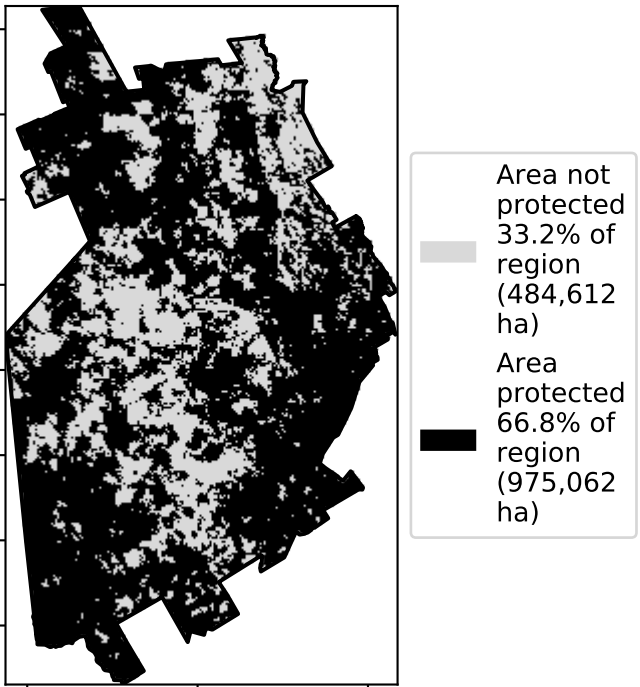 Area not
protected
33.2% of
region
(484,612
ha)
Area
protected
66.8% of
region
(975,062
ha)